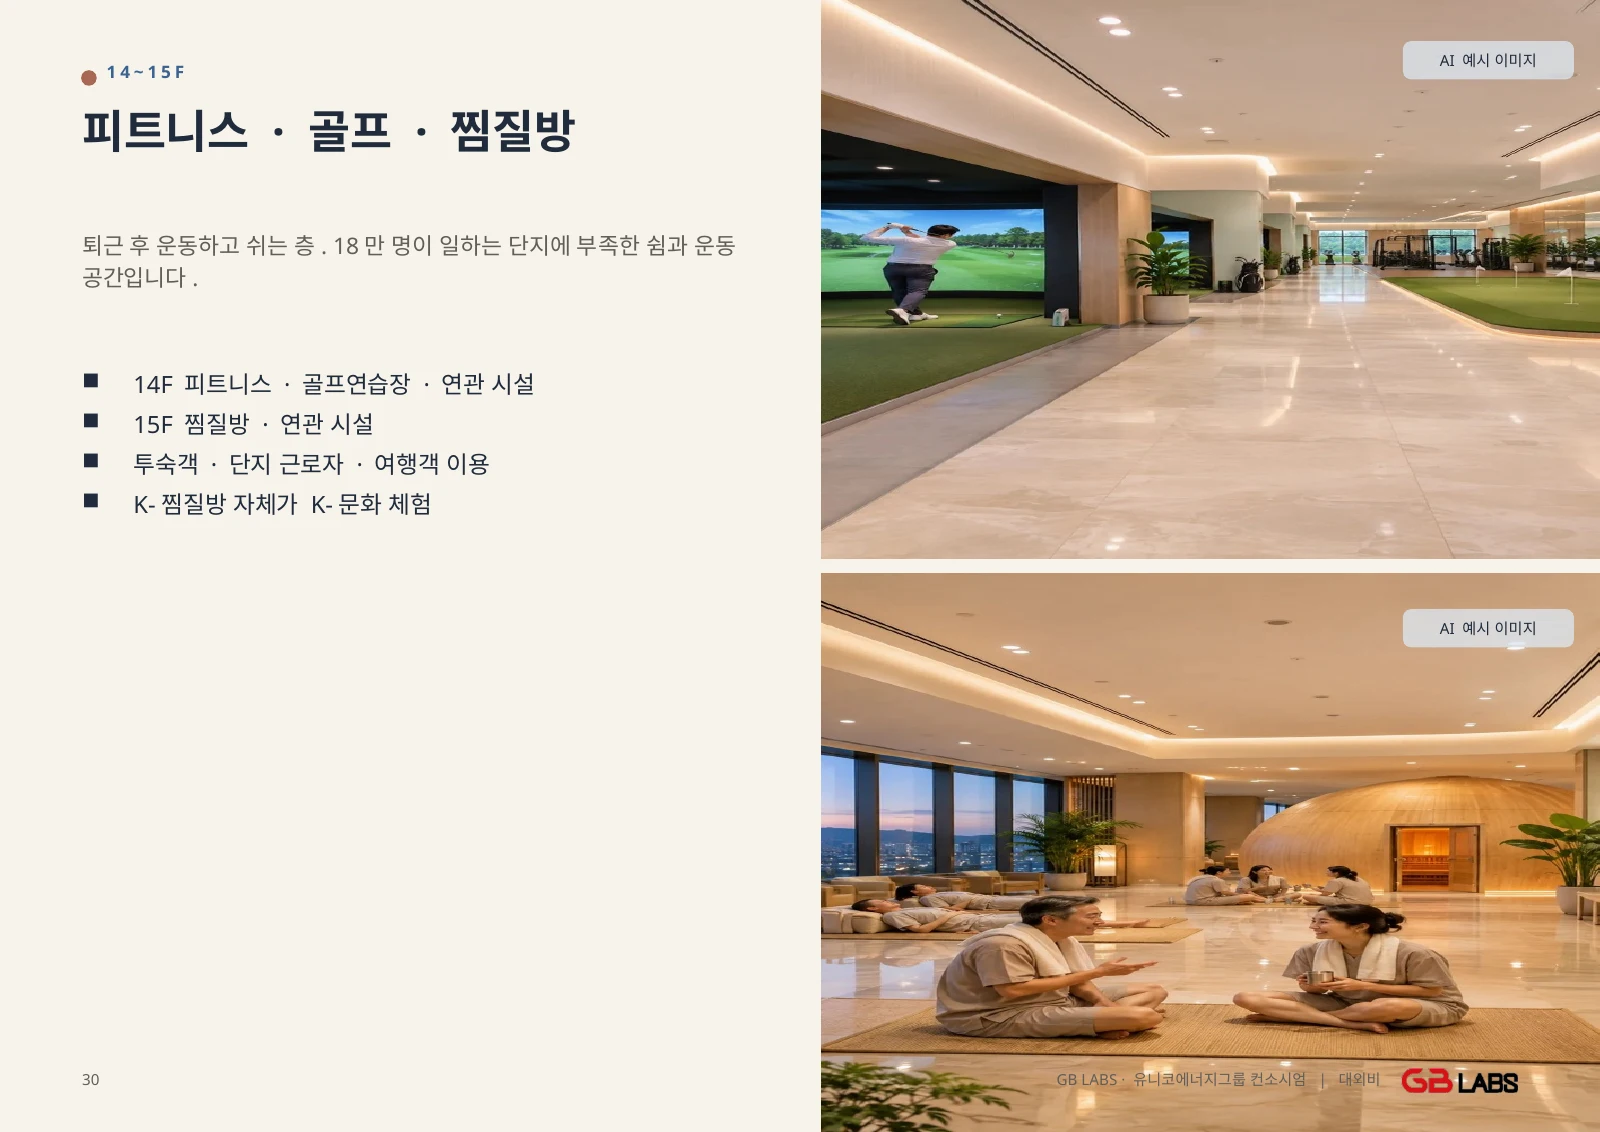 14~15F
피트니스 · 골프 · 찜질방
퇴근 후 운동하고 쉬는 층 . 18 만 명이 일하는 단지에 부족한 쉼과 운동
공간입니다 .
14F 피트니스 · 골프연습장 · 연관 시설
15F 찜질방 · 연관 시설
투숙객 · 단지 근로자 · 여행객 이용
K- 찜질방 자체가 K- 문화 체험
AI 예시 이미지
AI 예시 이미지
30
GB LABS · 유니코에너지그룹 컨소시엄 | 대외비
GB LABS